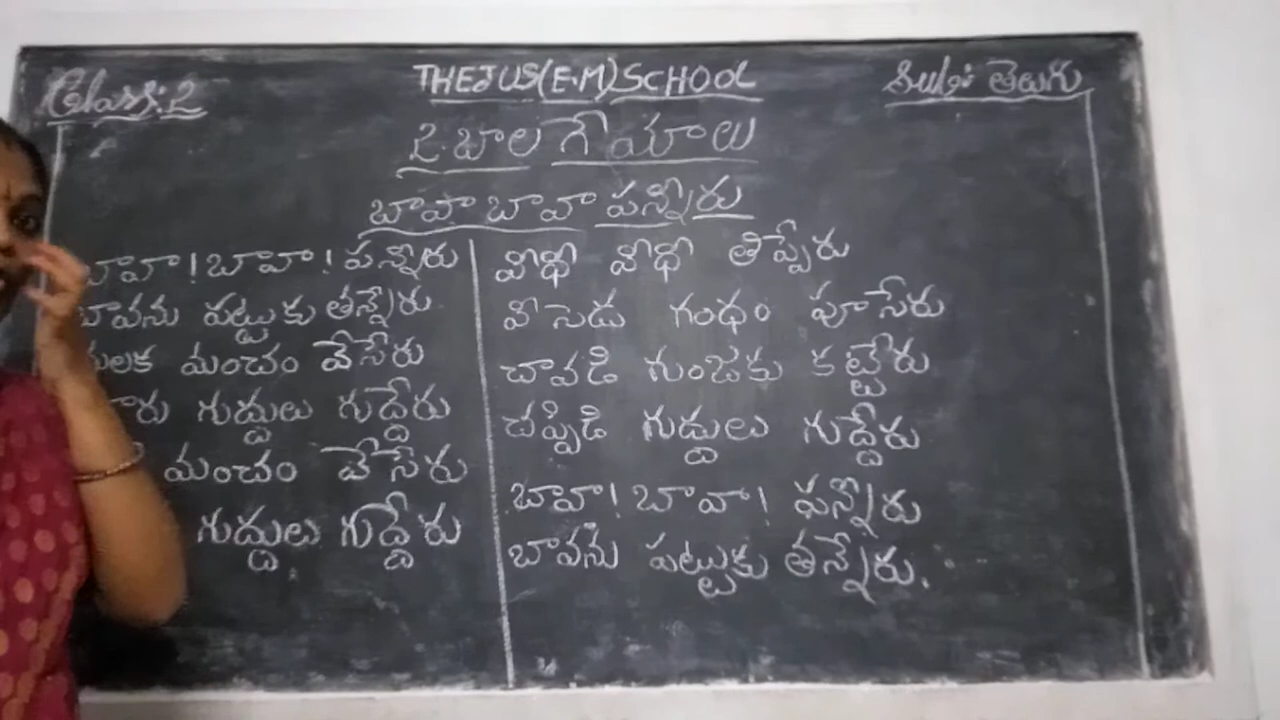 Class: 2
THEJUS(E.M)SCHOOL
Sub: తెలుగు
2. బాల గేయాలు
బావా బావా పన్నీరు
బావా! బావా! పన్నీరు
బావను పట్టుకు తన్నేరు
మంచం వేసేరు
గుద్దులు గుద్దేరు
మంచం వేసేరు
గుద్దులు గుద్దేరు
వీధీ వీధీ తిప్పేరు
వీసెడు గంధం పూసేరు
చావడి గుంజకు కట్టేరు
చప్పిడి గుద్దులు గుద్దేరు
బావా! బావా! పన్నీరు
బావను పట్టుకు తన్నేరు.